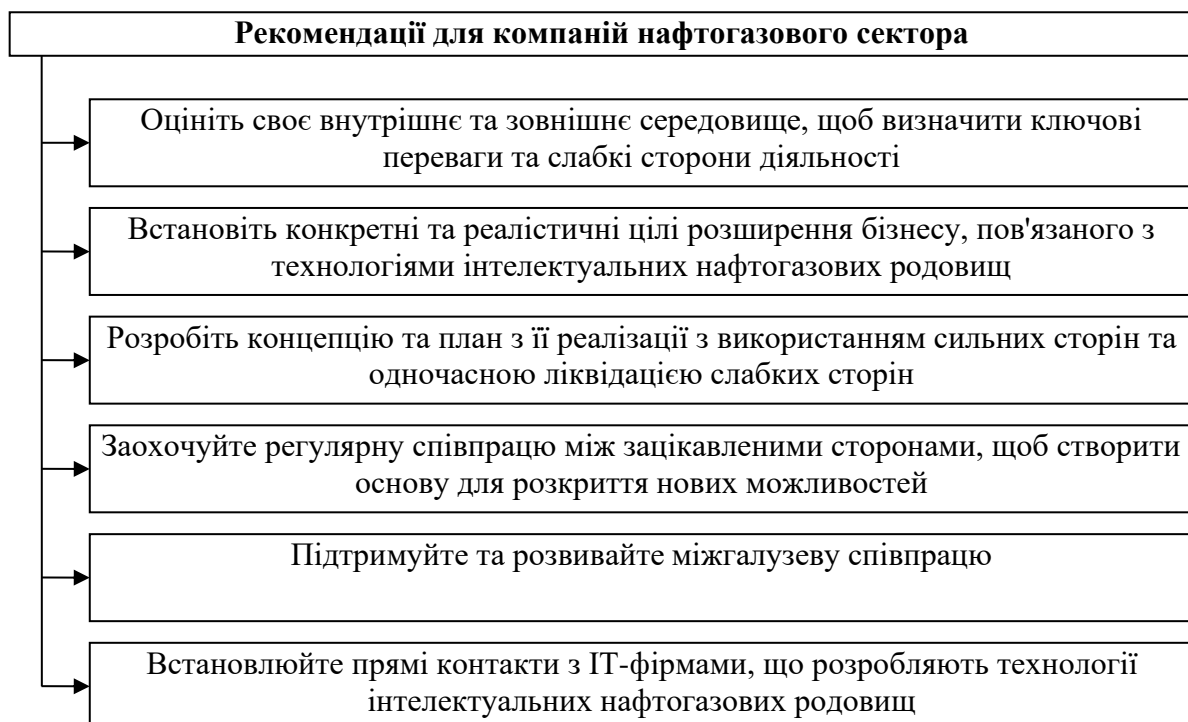 Рекомендації для компаній нафтогазового сектора
Оцініть своє внутрішнє та зовнішнє середовище, щоб визначити ключові
переваги та слабкі сторони діяльності
Встановіть конкретні та реалістичні цілі розширення бізнесу, пов'язаного з
технологіями інтелектуальних нафтогазових родовищ
Розробіть концепцію та план з її реалізації з використанням сильних сторін та
одночасною ліквідацією слабких сторін
Заохочуйте регулярну співпрацю між зацікавленими сторонами, щоб створити
основу для розкриття нових можливостей
Підтримуйте та розвивайте міжгалузеву співпрацю
Встановлюйте прямі контакти з ІТ-фірмами, що розробляють технології
інтелектуальних нафтогазових родовищ